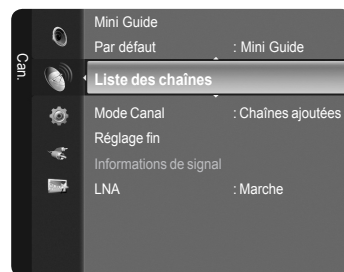 Can.
Mini Guide
Par défaut : Mini Guide
Liste des chaînes
Mode Canal : Chaînes ajoutées
Réglage fin
Informations de signal
LNA : Marche